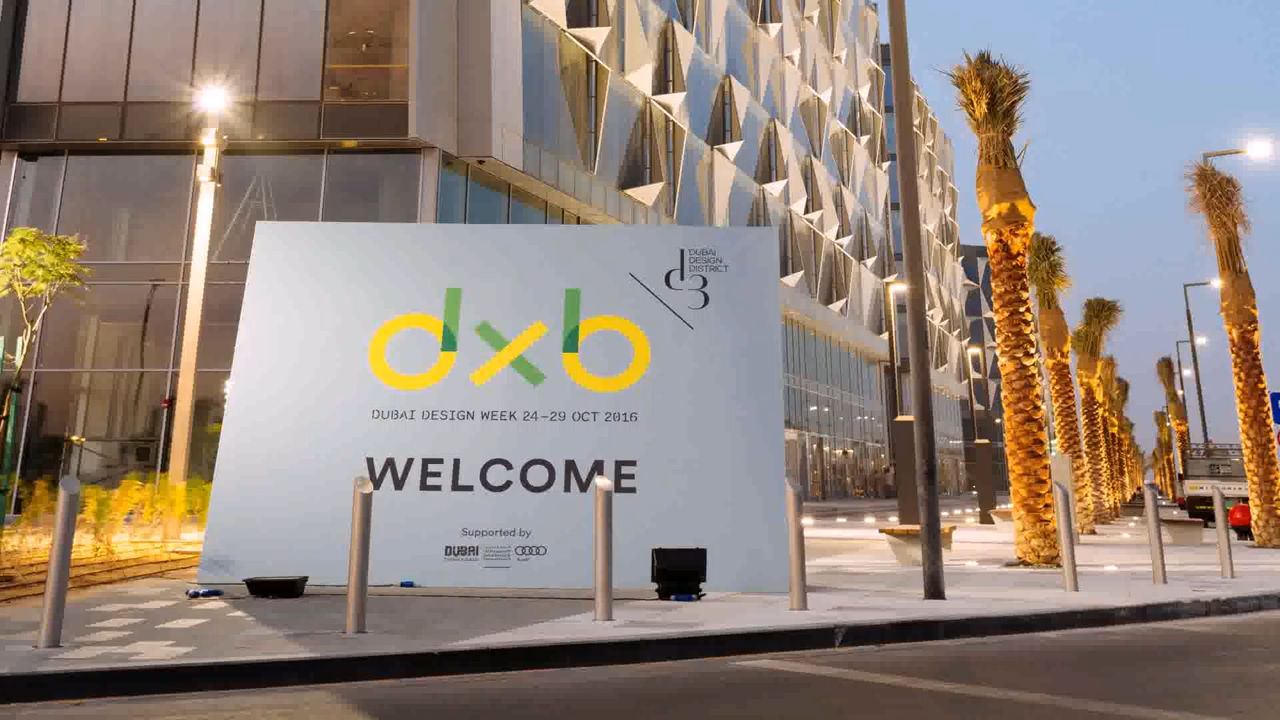 DUBAI
DESIGN
DISTRICT
d3
dxb
DUBAI DESIGN WEEK 24–29 OCT 2016
WELCOME
Supported by
DUBAI